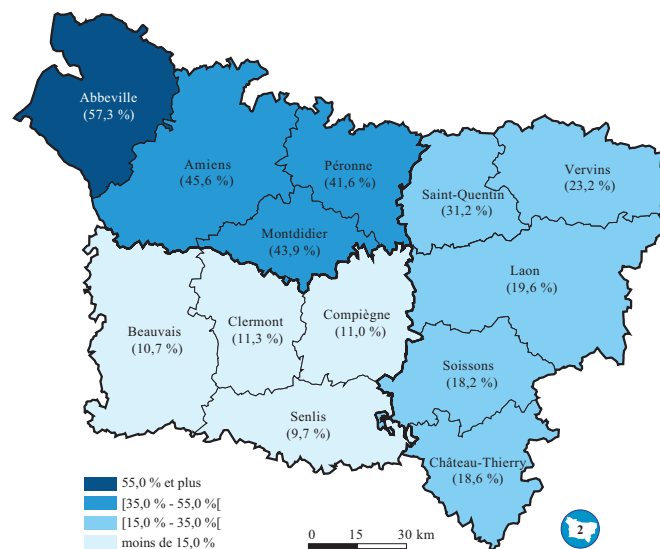 Abbeville
(57,3 %)
Amiens
(45,6 %)
Péronne
(41,6 %)
Saint-Quentin
(31,2 %)
Vervins
(23,2 %)
Montdidier
(43,9 %)
Laon
(19,6 %)
Beauvais
(10,7 %)
Clermont
(11,3 %)
Compiègne
(11,0 %)
Soissons
(18,2 %)
Senlis
(9,7 %)
Château-Thierry
(18,6 %)
55,0 % et plus
[35,0 % - 55,0 %[
[15,0 % - 35,0 %[
moins de 15,0 %
0 15 30 km
2